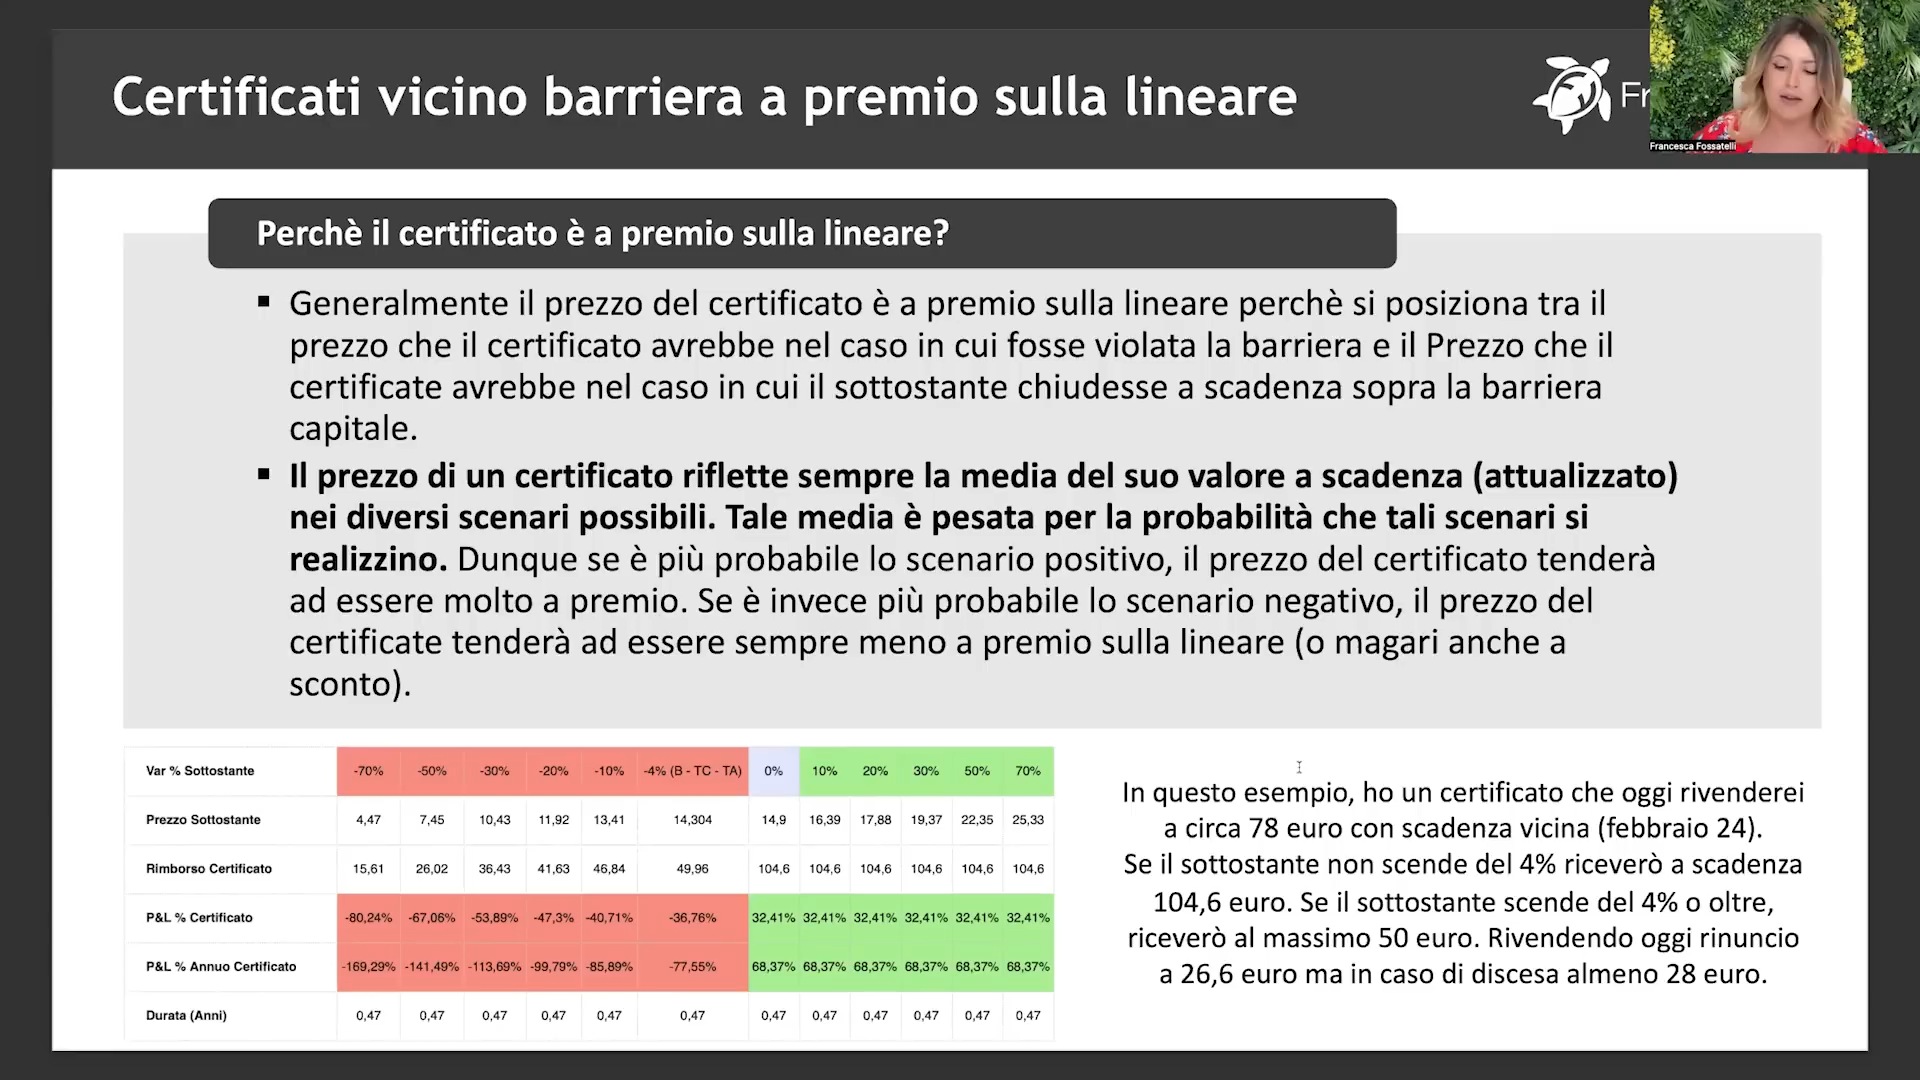 Certificati vicino barriera a premio sulla lineare
Fr
Francesca Fossatelli
Perchè il certificato è a premio sulla lineare?
▪ Generalmente il prezzo del certificato è a premio sulla lineare perchè si posiziona tra il
prezzo che il certificato avrebbe nel caso in cui fosse violata la barriera e il Prezzo che il
certificate avrebbe nel caso in cui il sottostante chiudesse a scadenza sopra la barriera
capitale.
▪ Il prezzo di un certificato riflette sempre la media del suo valore a scadenza (attualizzato)
nei diversi scenari possibili. Tale media è pesata per la probabilità che tali scenari si
realizzino. Dunque se è più probabile lo scenario positivo, il prezzo del certificato tenderà
ad essere molto a premio. Se è invece più probabile lo scenario negativo, il prezzo del
certificate tenderà ad essere sempre meno a premio sulla lineare (o magari anche a
sconto).
Var % Sottostante -70% -50% -30% -20% -10% -4% (B - TC - TA) 0% 10% 20% 30% 50% 70%
Prezzo Sottostante 4,47 7,45 10,43 11,92 13,41 14,304 14,9 16,39 17,88 19,37 22,35 25,33
Rimborso Certificato 15,61 26,02 36,43 41,63 46,84 49,96 104,6 104,6 104,6 104,6 104,6 104,6
P&L % Certificato -80,24% -67,06% -53,89% -47,3% -40,71% -36,76% 32,41% 32,41% 32,41% 32,41% 32,41% 32,41%
P&L % Annuo Certificato -169,29% -141,49% -113,69% -99,79% -85,89% -77,55% 68,37% 68,37% 68,37% 68,37% 68,37% 68,37%
Durata (Anni) 0,47 0,47 0,47 0,47 0,47 0,47 0,47 0,47 0,47 0,47 0,47 0,47
In questo esempio, ho un certificato che oggi rivenderei
a circa 78 euro con scadenza vicina (febbraio 24).
Se il sottostante non scende del 4% riceverò a scadenza
104,6 euro. Se il sottostante scende del 4% o oltre,
riceverò al massimo 50 euro. Rivendendo oggi rinuncio
a 26,6 euro ma in caso di discesa almeno 28 euro.